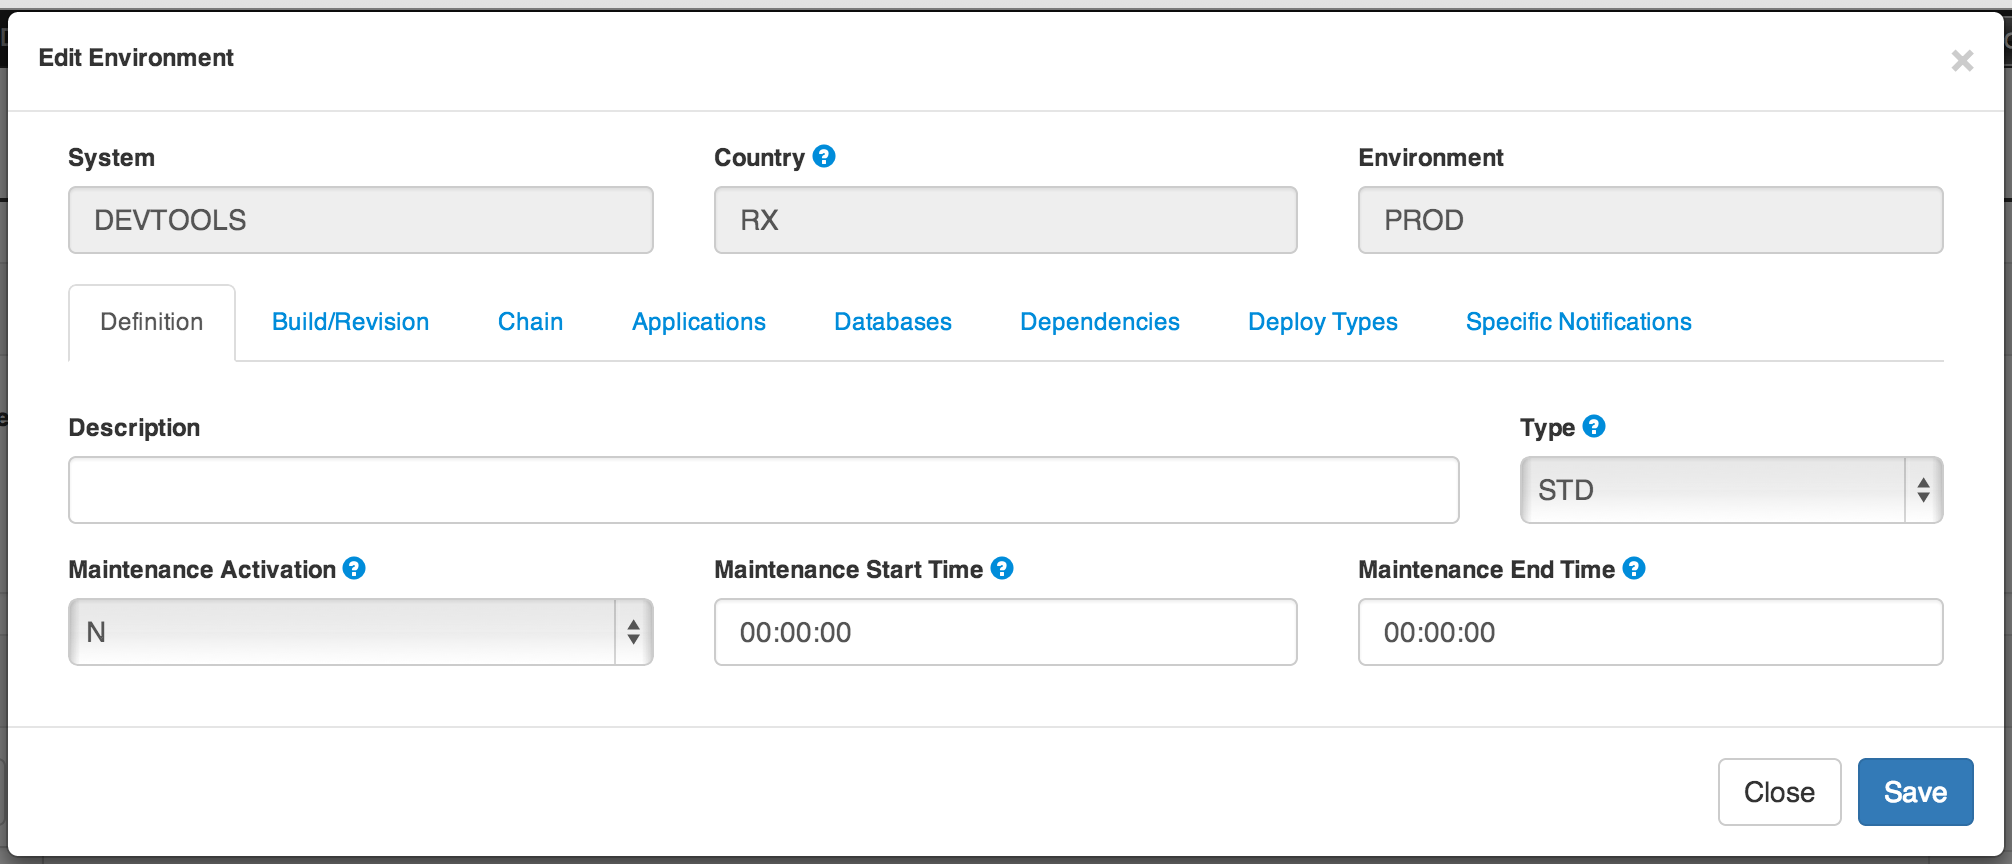 Edit Environment ×
System Country ? Environment
DEVTOOLS RX PROD
Definition Build/Revision Chain Applications Databases Dependencies Deploy Types Specific Notifications
Description Type ?
STD
Maintenance Activation ? Maintenance Start Time ? Maintenance End Time ?
N 00:00:00 00:00:00
Close Save